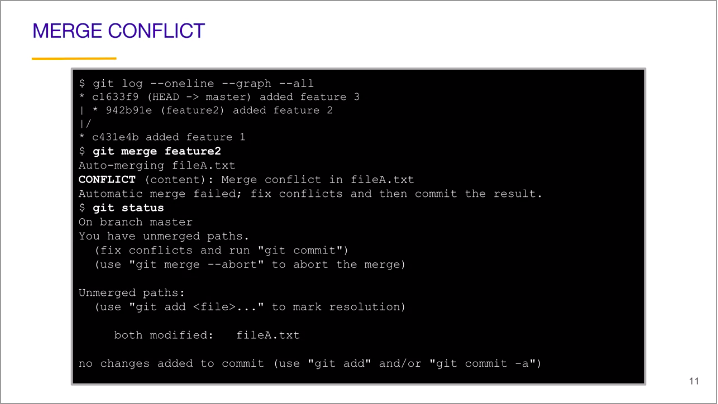 MERGE CONFLICT
$ git log --oneline --graph --all
* c1633f9 (HEAD -> master) added feature 3
| * 942b91e (feature2) added feature 2
|/
* c431e4b added feature 1
$ git merge feature2
Auto-merging fileA.txt
CONFLICT (content): Merge conflict in fileA.txt
Automatic merge failed; fix conflicts and then commit the result.
$ git status
On branch master
You have unmerged paths.
  (fix conflicts and run "git commit")
  (use "git merge --abort" to abort the merge)
Unmerged paths:
  (use "git add <file>..." to mark resolution)
     both modified:   fileA.txt
no changes added to commit (use "git add" and/or "git commit -a")
11